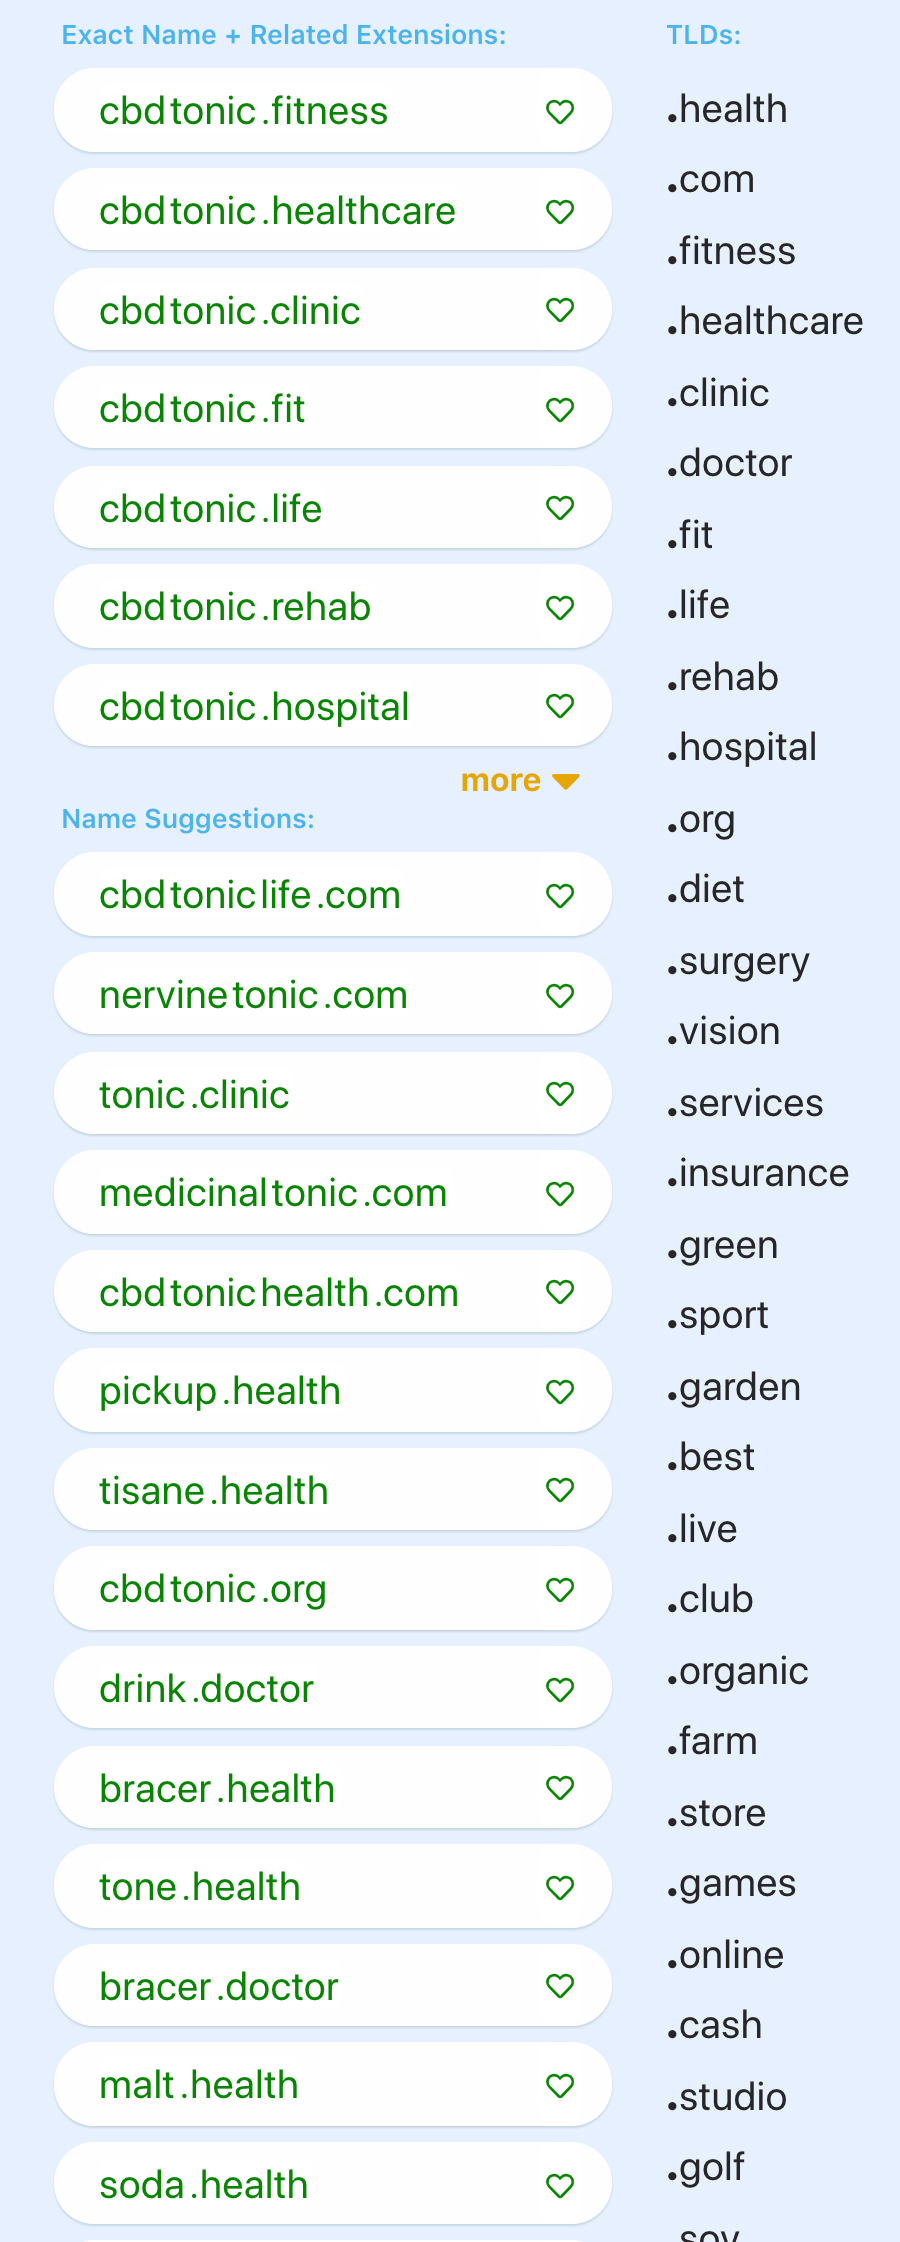 Exact Name + Related Extensions:
cbdtonic.fitness
cbdtonic.healthcare
cbdtonic.clinic
cbdtonic.fit
cbdtonic.life
cbdtonic.rehab
cbdtonic.hospital
more
Name Suggestions:
cbdtoniclife.com
nervinetonic.com
tonic.clinic
medicinaltonic.com
cbdtonichealth.com
pickup.health
tisane.health
cbdtonic.org
drink.doctor
bracer.health
tone.health
bracer.doctor
malt.health
soda.health
TLDs:
.health
.com
.fitness
.healthcare
.clinic
.doctor
.fit
.life
.rehab
.hospital
.org
.diet
.surgery
.vision
.services
.insurance
.green
.sport
.garden
.best
.live
.club
.organic
.farm
.store
.games
.online
.cash
.studio
.golf